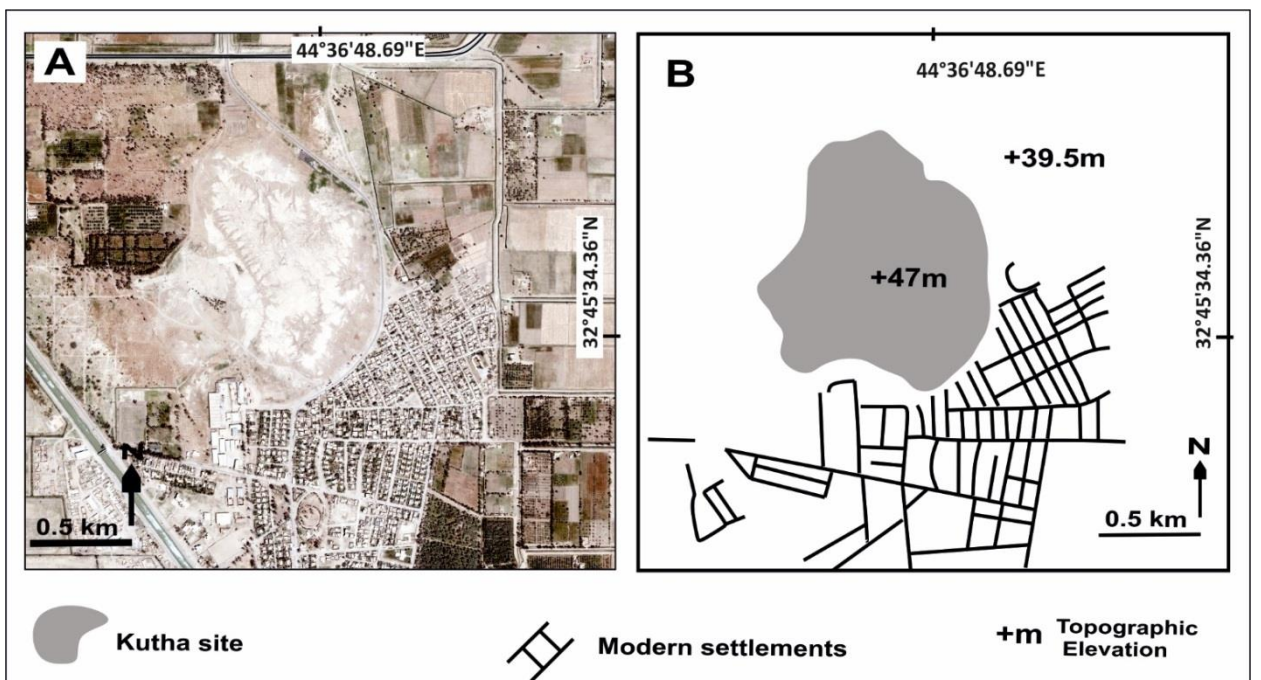 A
44°36'48.69"E
32°45'34.36"N
N
0.5 km
B
44°36'48.69"E
+39.5m
+47m
32°45'34.36"N
N
0.5 km
Kutha site
Modern settlements
+m Topographic
Elevation